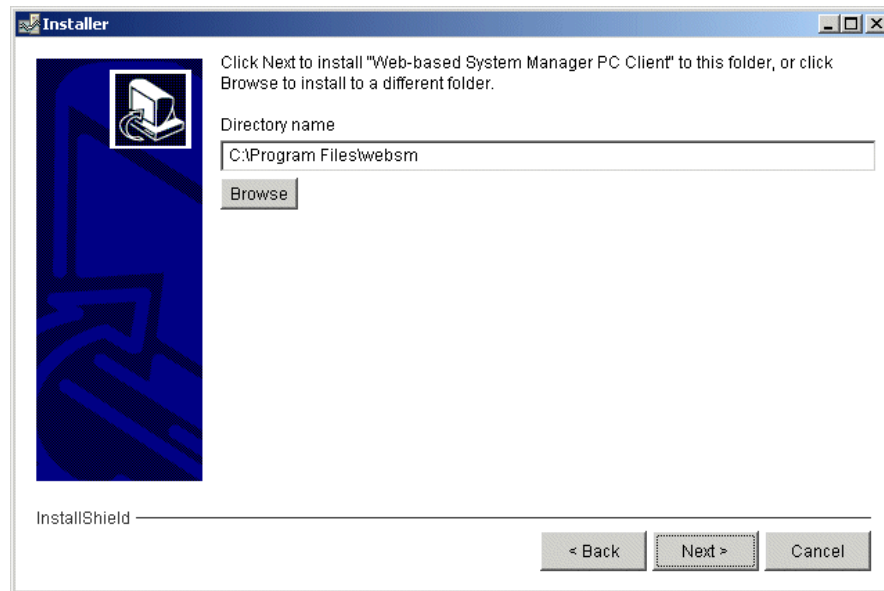 Installer
Click Next to install "Web-based System Manager PC Client" to this folder, or click
Browse to install to a different folder.
Directory name
C:\Program Files\websm
Browse
InstallShield
< Back
Next >
Cancel